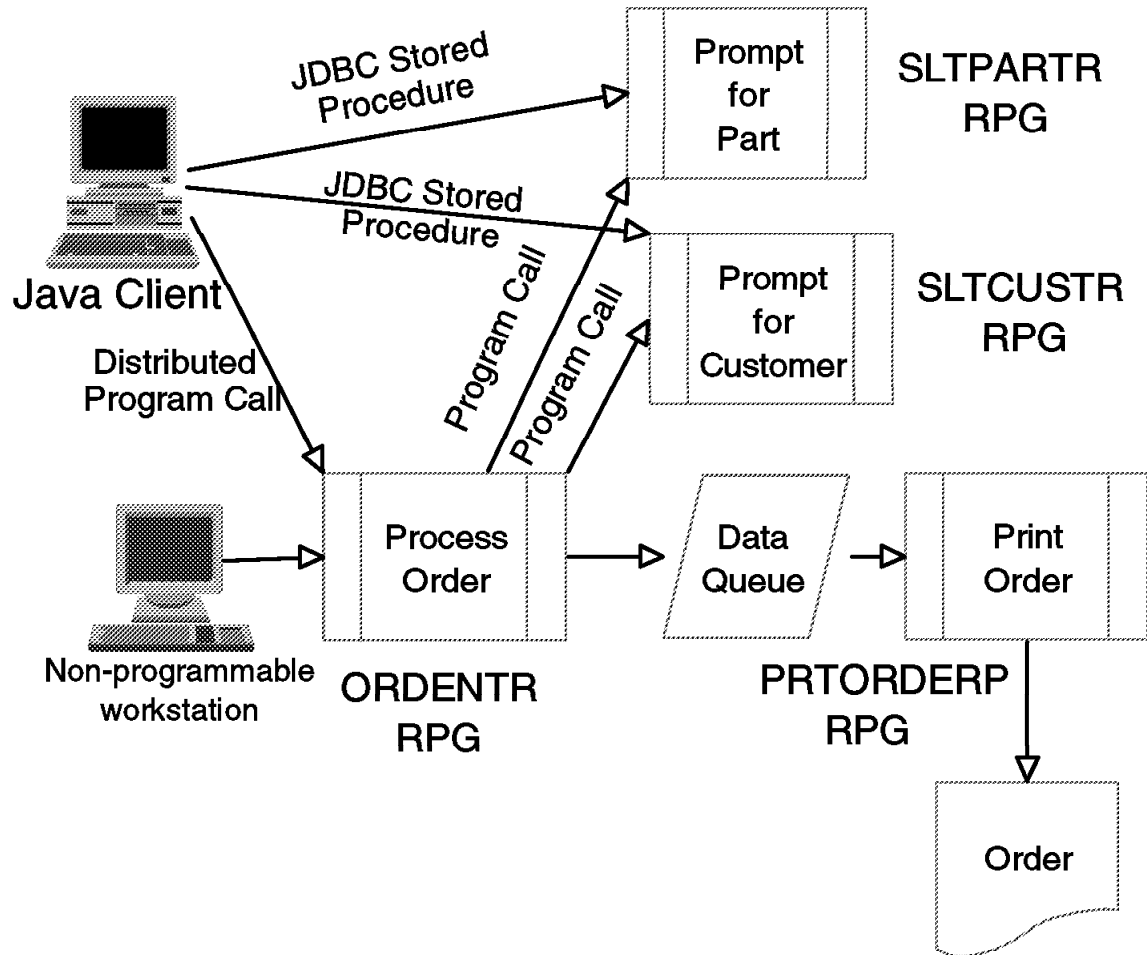 JDBC Stored
Procedure
Prompt
for
Part
SLTPARTR
RPG
JDBC Stored
Procedure
Java Client
Program Call
Program Call
Prompt
for
Customer
SLTCUSTR
RPG
Distributed
Program Call
Process
Order
Data
Queue
Print
Order
Non-programmable
workstation
ORDENTR
RPG
PRTORDERP
RPG
Order